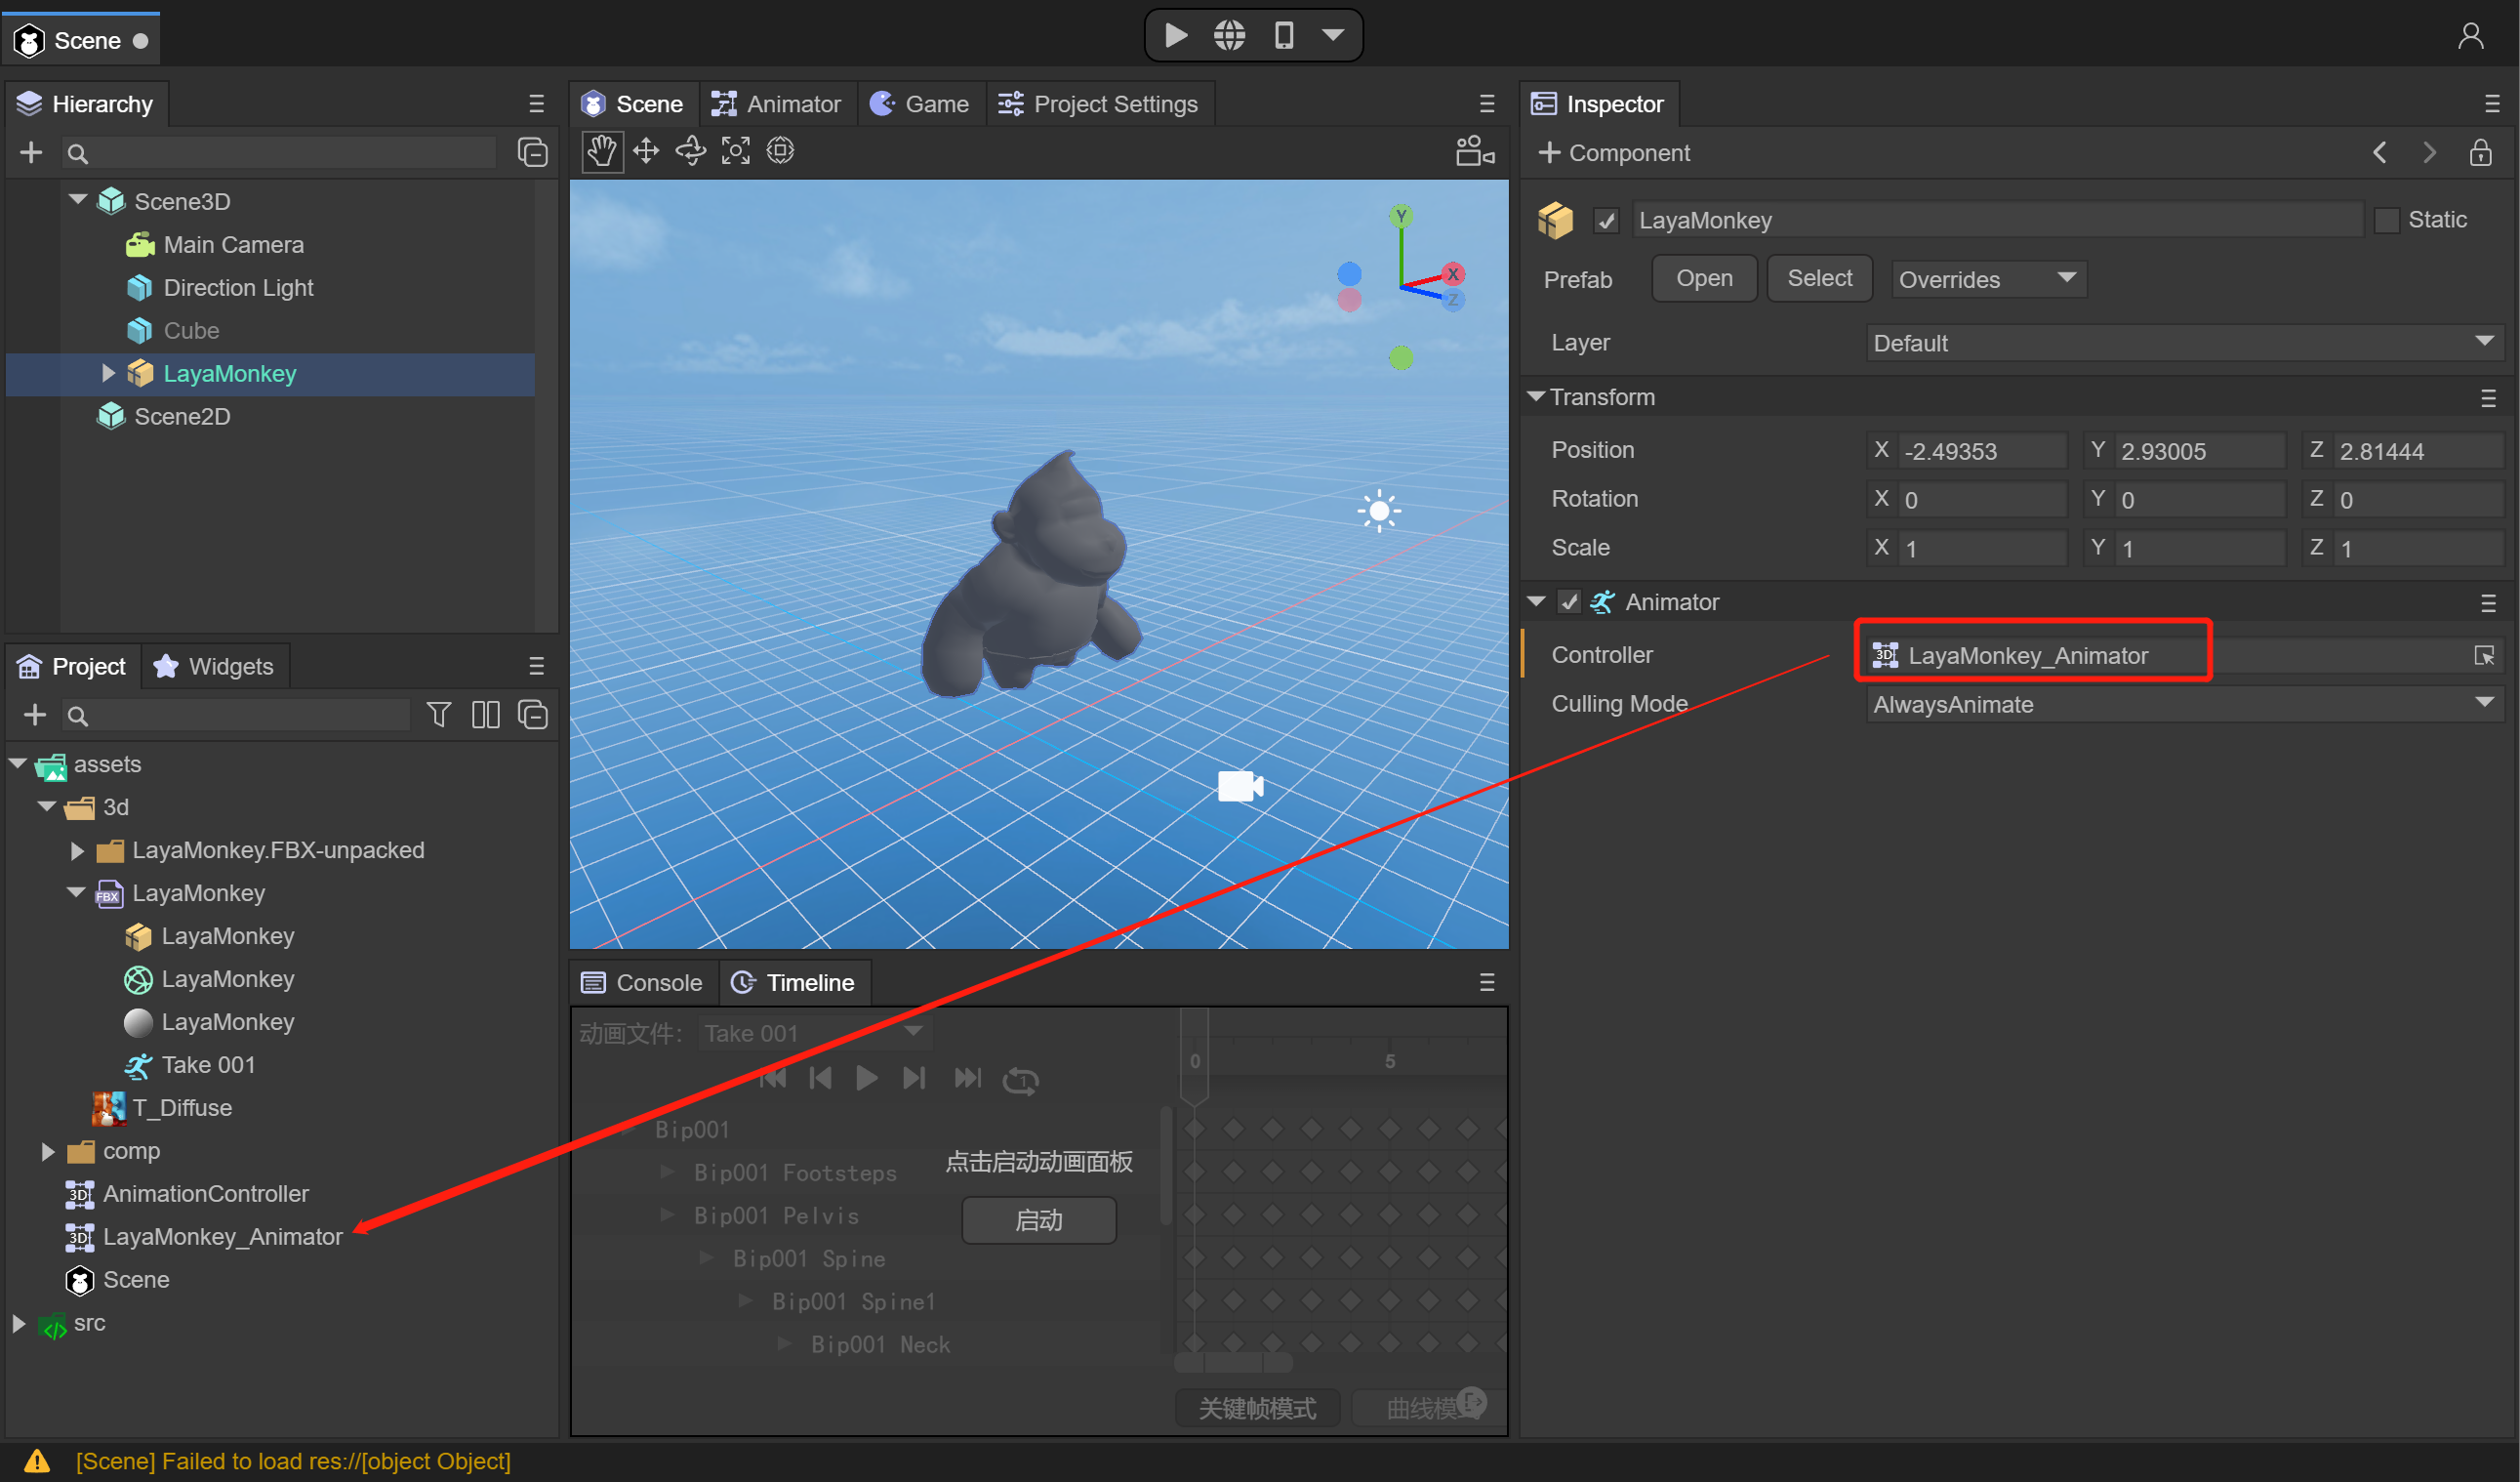 Scene
Hierarchy
Scene3D
Main Camera
Direction Light
Cube
LayaMonkey
Scene2D
Project
Widgets
assets
3d
LayaMonkey.FBX-unpacked
FBX
LayaMonkey
LayaMonkey
LayaMonkey
LayaMonkey
Take 001
T_Diffuse
comp
3D AnimationController
3D LayaMonkey_Animator
Scene
src
Scene
Animator
Game
Project Settings
Y
X
Z
Console
Timeline
动画文件: Take 001
0 5
1
Bip001
Bip001 Footsteps
Bip001 Pelvis
Bip001 Spine
Bip001 Spine1
Bip001 Neck
点击启动动画面板
启动
关键帧模式
曲线模
Inspector
Component
LayaMonkey
Static
Prefab Open Select Overrides
Layer Default
Transform
Position X -2.49353 Y 2.93005 Z 2.81444
Rotation X 0 Y 0 Z 0
Scale X 1 Y 1 Z 1
Animator
Controller 3D LayaMonkey_Animator
Culling Mode AlwaysAnimate
[Scene] Failed to load res://[object Object]